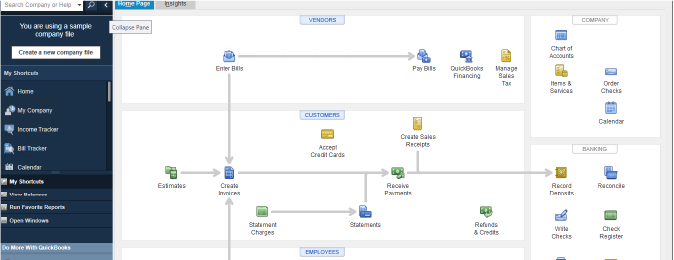 Search Company or Help
Home Page
Insights
You are using a sample
company file
Create a new company file
My Shortcuts
Home
My Company
Income Tracker
Bill Tracker
Calendar
My Shortcuts
View Balances
Run Favorite Reports
Open Windows
Do More With QuickBooks
Collapse Pane
VENDORS
Enter Bills
Pay Bills
QuickBooks
Financing
Manage
Sales
Tax
CUSTOMERS
Accept
Credit Cards
Create Sales
Receipts
Estimates
Create
Invoices
Receive
Payments
Statement
Charges
Statements
Refunds
& Credits
EMPLOYEES
COMPANY
Chart of
Accounts
Items &
Services
Order
Checks
Calendar
BANKING
Record
Deposits
Reconcile
Write
Checks
Check
Register